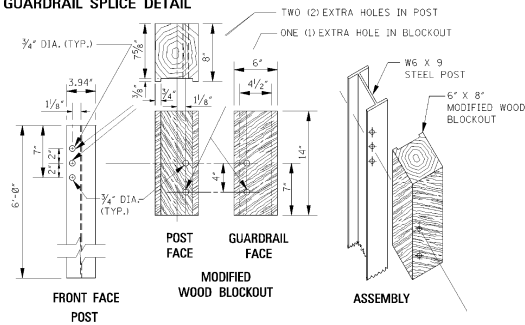 GUARDRAIL SPLICE DETAIL
TWO (2) EXTRA HOLES IN POST
ONE (1) EXTRA HOLE IN BLOCKOUT
3/4" DIA. (TYP.)
7 5/8"
8"
6"
4 1/2"
W6 X 9
STEEL POST
3.94"
3/8"
3/4"
1 1/8"
1 1/8"
6" X 8"
MODIFIED WOOD
BLOCKOUT
7"
2"
2"
6'-0"
4"
14"
7"
3/4" DIA.
(TYP.)
POST
FACE
GUARDRAIL
FACE
MODIFIED
WOOD BLOCKOUT
FRONT FACE
POST
ASSEMBLY